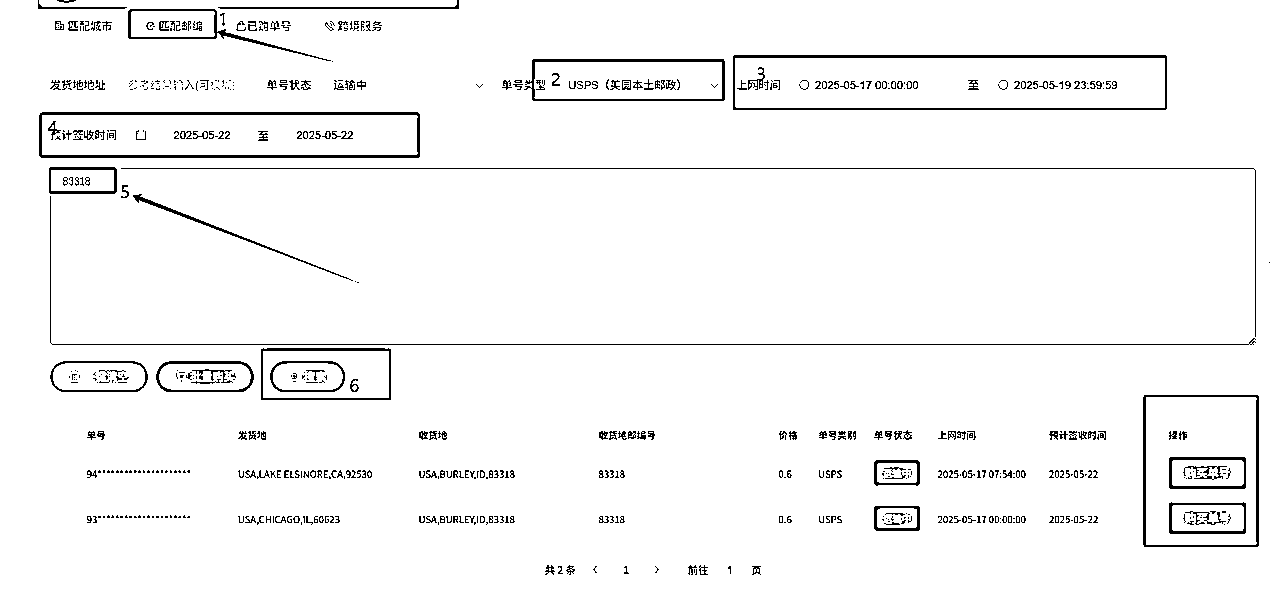 匹配城市 匹配邮编 1 已购单号 跨境服务
发货地地址 单号状态 运输中 单号类型 2 USPS（美国本土邮政） 3 上网时间 2025-05-17 00:00:00 至 2025-05-19 23:59:59
4 预计签收时间 2025-05-22 至 2025-05-22
83318 5
6
单号 发货地 收货地 收货地邮编号 价格 单号类别 单号状态 上网时间 预计签收时间 操作
94********************* USA,LAKE ELSINORE,CA,92530 USA,BURLEY,ID,83318 83318 0.6 USPS 运输中 2025-05-17 07:54:00 2025-05-22 购买单号
93********************* USA,CHICAGO,IL,60623 USA,BURLEY,ID,83318 83318 0.6 USPS 运输中 2025-05-17 00:00:00 2025-05-22 购买单号
共 2 条 < 1 > 前往 1 页